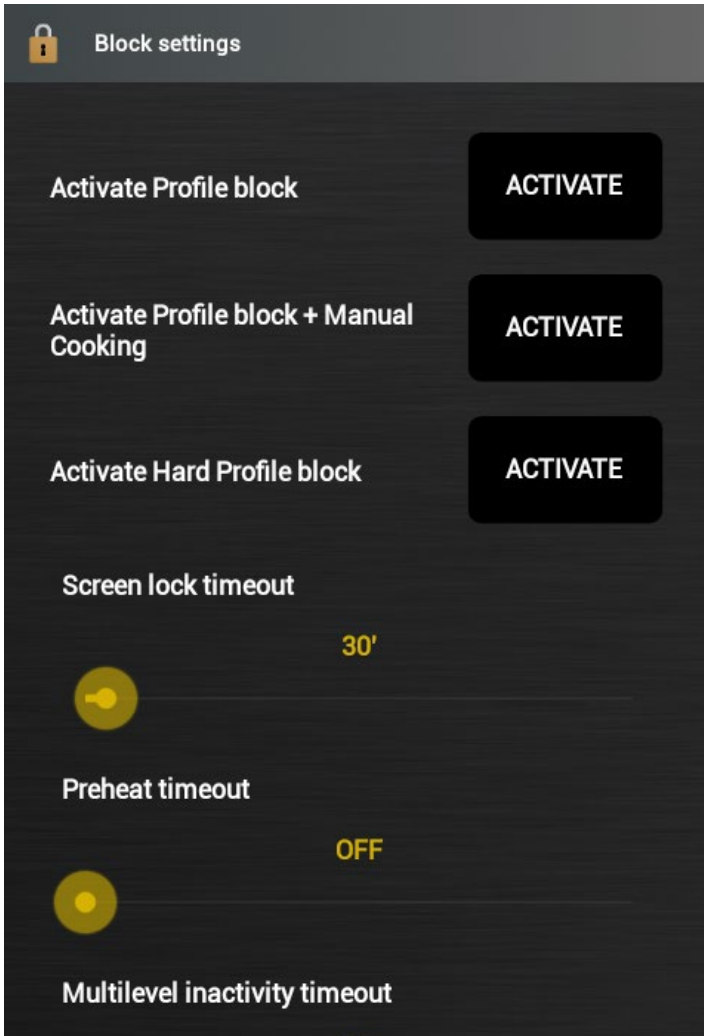 Block settings
Activate Profile block
ACTIVATE
Activate Profile block + Manual
Cooking
ACTIVATE
Activate Hard Profile block
ACTIVATE
Screen lock timeout
30'
Preheat timeout
OFF
Multilevel inactivity timeout